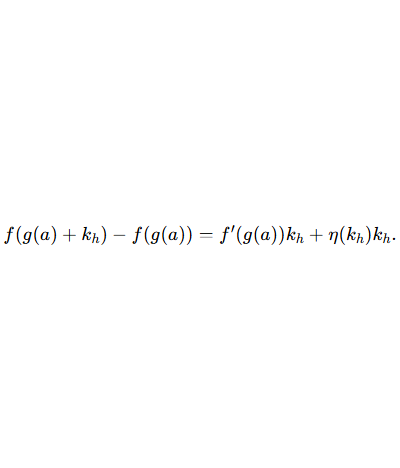 f(g(a) + k_h) − f(g(a)) = f′(g(a))k_h + η(k_h)k_h.